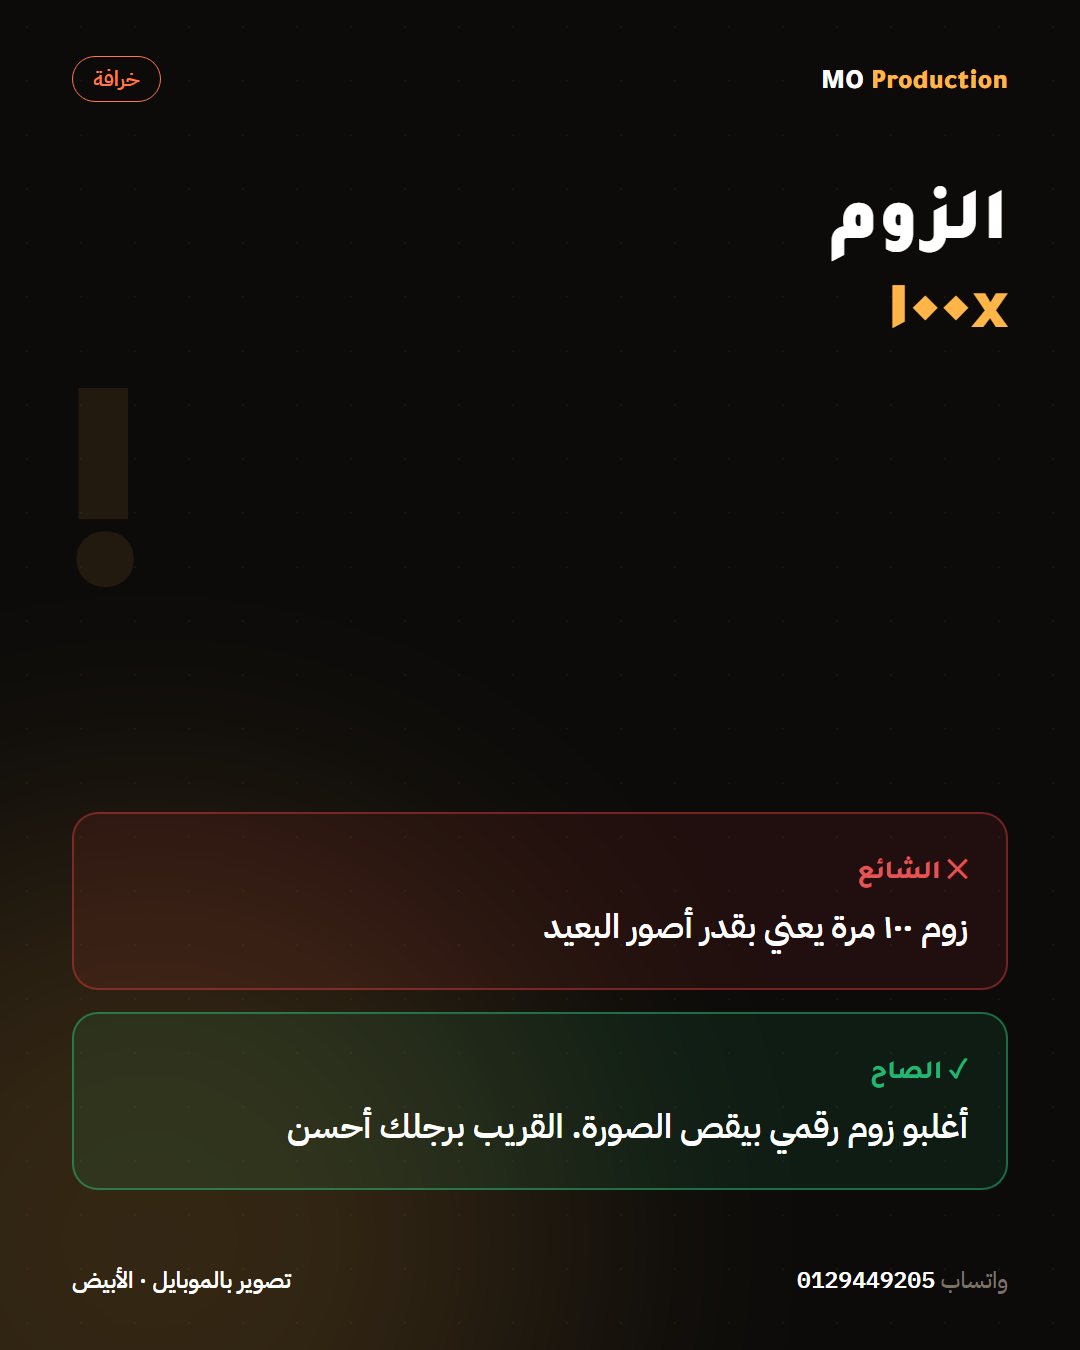 MO Production
خرافة
الزوم
١٠٠x
!
✕ الشائع
زوم ١٠٠ مرة يعني بقدر أصور البعيد
✓ الصاح
أغلبو زوم رقمي بيقص الصورة. القريب برجلك أحسن
واتساب 0129449205
تصوير بالموبايل · الأبيض